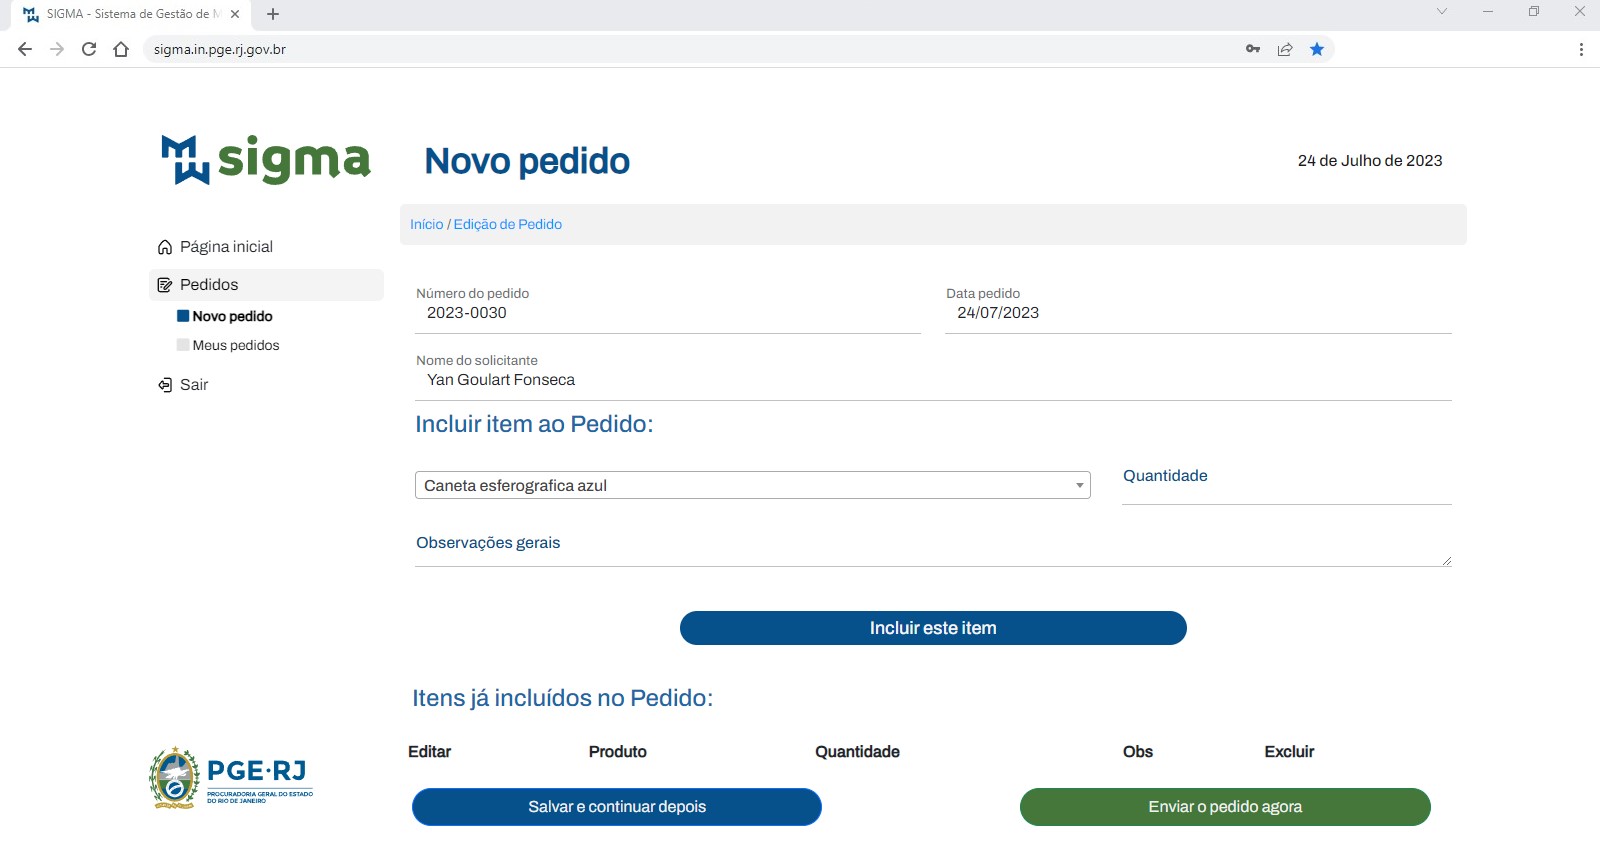 SIGMA - Sistema de Gestão de M
sigma.in.pge.rj.gov.br
sigma
Novo pedido
24 de Julho de 2023
Início / Edição de Pedido
Página inicial
Pedidos
Novo pedido
Meus pedidos
Sair
Número do pedido
2023-0030
Data pedido
24/07/2023
Nome do solicitante
Yan Goulart Fonseca
Incluir item ao Pedido:
Caneta esferografica azul
Quantidade
Observações gerais
Incluir este item
Itens já incluídos no Pedido:
Editar Produto Quantidade Obs Excluir
Salvar e continuar depois
Enviar o pedido agora
PGE·RJ
PROCURADORIA GERAL DO ESTADO
DO RIO DE JANEIRO